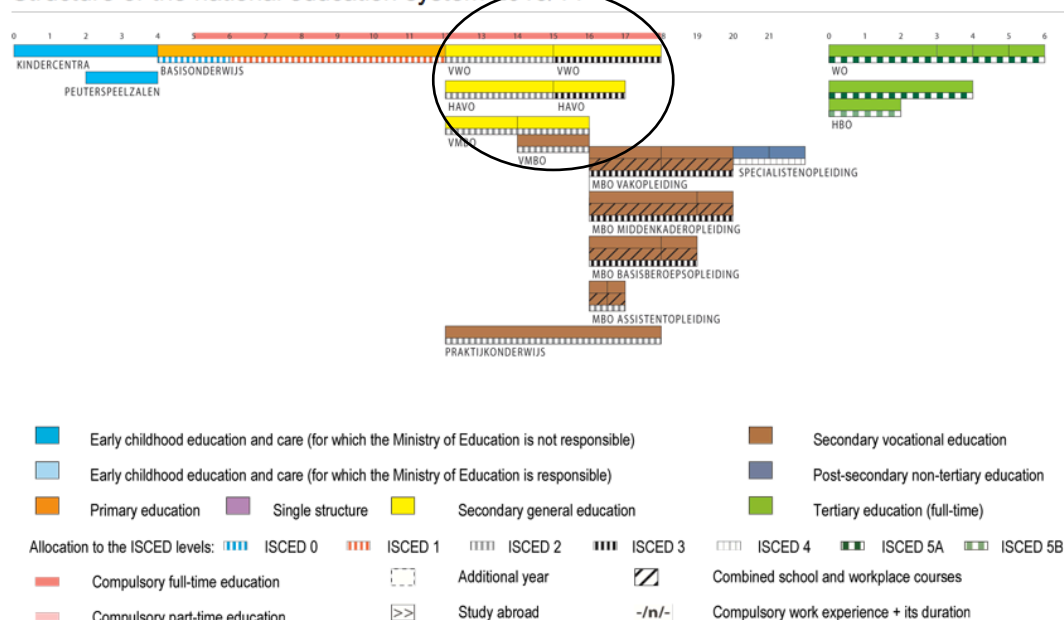 0 1 2 3 4 5 6 7 8 9 10 11 12 13 14 15 16 17 18 19 20 21 0 1 2 3 4 5 6
KINDERCENTRA BASISONDERWIJS VWO VWO WO
PEUTERSPEELZALEN HAVO HAVO
HBO
VMBO
VMBO
MBO VAKOPLEIDING SPECIALISTENOPLEIDING
MBO MIDDENKADEROPLEIDING
MBO BASISBEROEPSOPLEIDING
MBO ASSISTENTOPLEIDING
PRAKTIJKONDERWIJS
Early childhood education and care (for which the Ministry of Education is not responsible) Secondary vocational education
Early childhood education and care (for which the Ministry of Education is responsible) Post-secondary non-tertiary education
Primary education Single structure Secondary general education Tertiary education (full-time)
Allocation to the ISCED levels: ISCED 0 ISCED 1 ISCED 2 ISCED 3 ISCED 4 ISCED 5A ISCED 5B
Compulsory full-time education Additional year Combined school and workplace courses
Compulsory part-time education >> Study abroad -/n/- Compulsory work experience + its duration